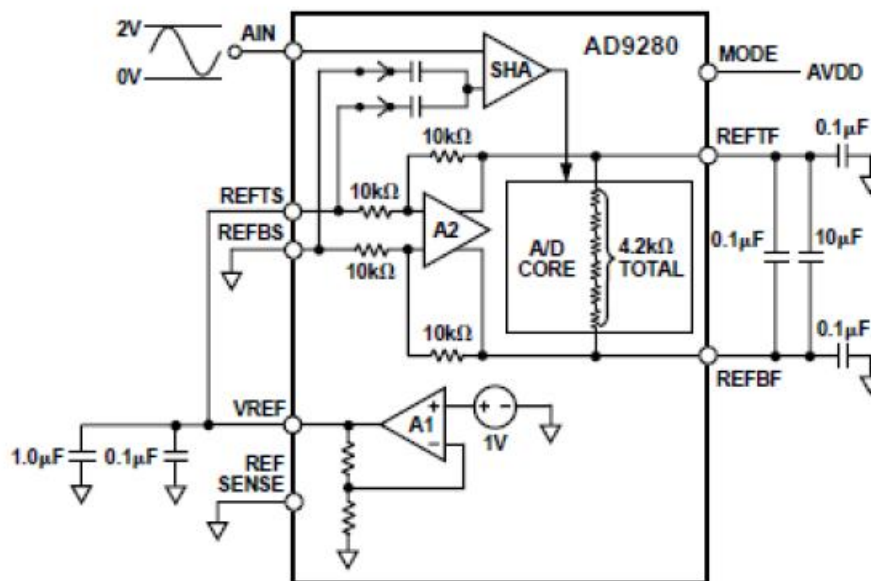 2V
0V
AIN
SHA
AD9280
MODE
AVDD
10kΩ
REFTF
0.1µF
REFTS
10kΩ
REFBS
10kΩ
A2
A/D
CORE
4.2kΩ
TOTAL
0.1µF
10µF
10kΩ
0.1µF
REFBF
VREF
A1
+
−
+ −
1V
1.0µF
0.1µF
REF
SENSE